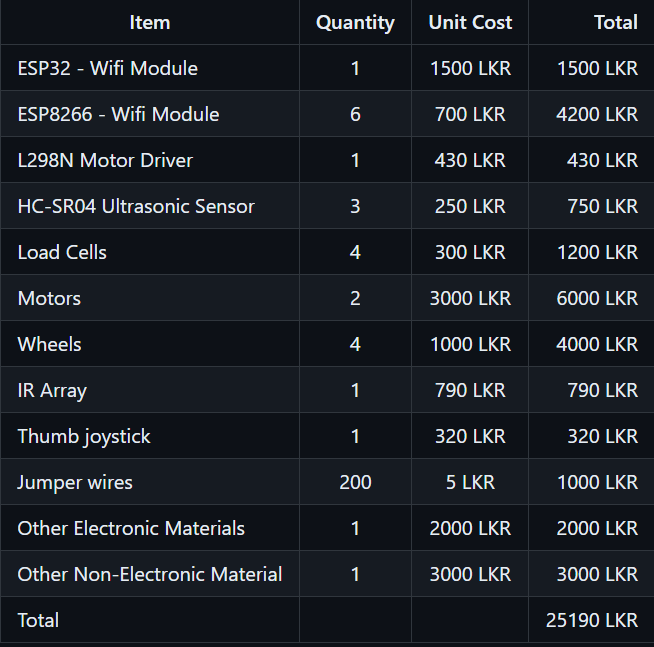 Item Quantity Unit Cost Total
ESP32 - Wifi Module 1 1500 LKR 1500 LKR
ESP8266 - Wifi Module 6 700 LKR 4200 LKR
L298N Motor Driver 1 430 LKR 430 LKR
HC-SR04 Ultrasonic Sensor 3 250 LKR 750 LKR
Load Cells 4 300 LKR 1200 LKR
Motors 2 3000 LKR 6000 LKR
Wheels 4 1000 LKR 4000 LKR
IR Array 1 790 LKR 790 LKR
Thumb joystick 1 320 LKR 320 LKR
Jumper wires 200 5 LKR 1000 LKR
Other Electronic Materials 1 2000 LKR 2000 LKR
Other Non-Electronic Material 1 3000 LKR 3000 LKR
Total 25190 LKR